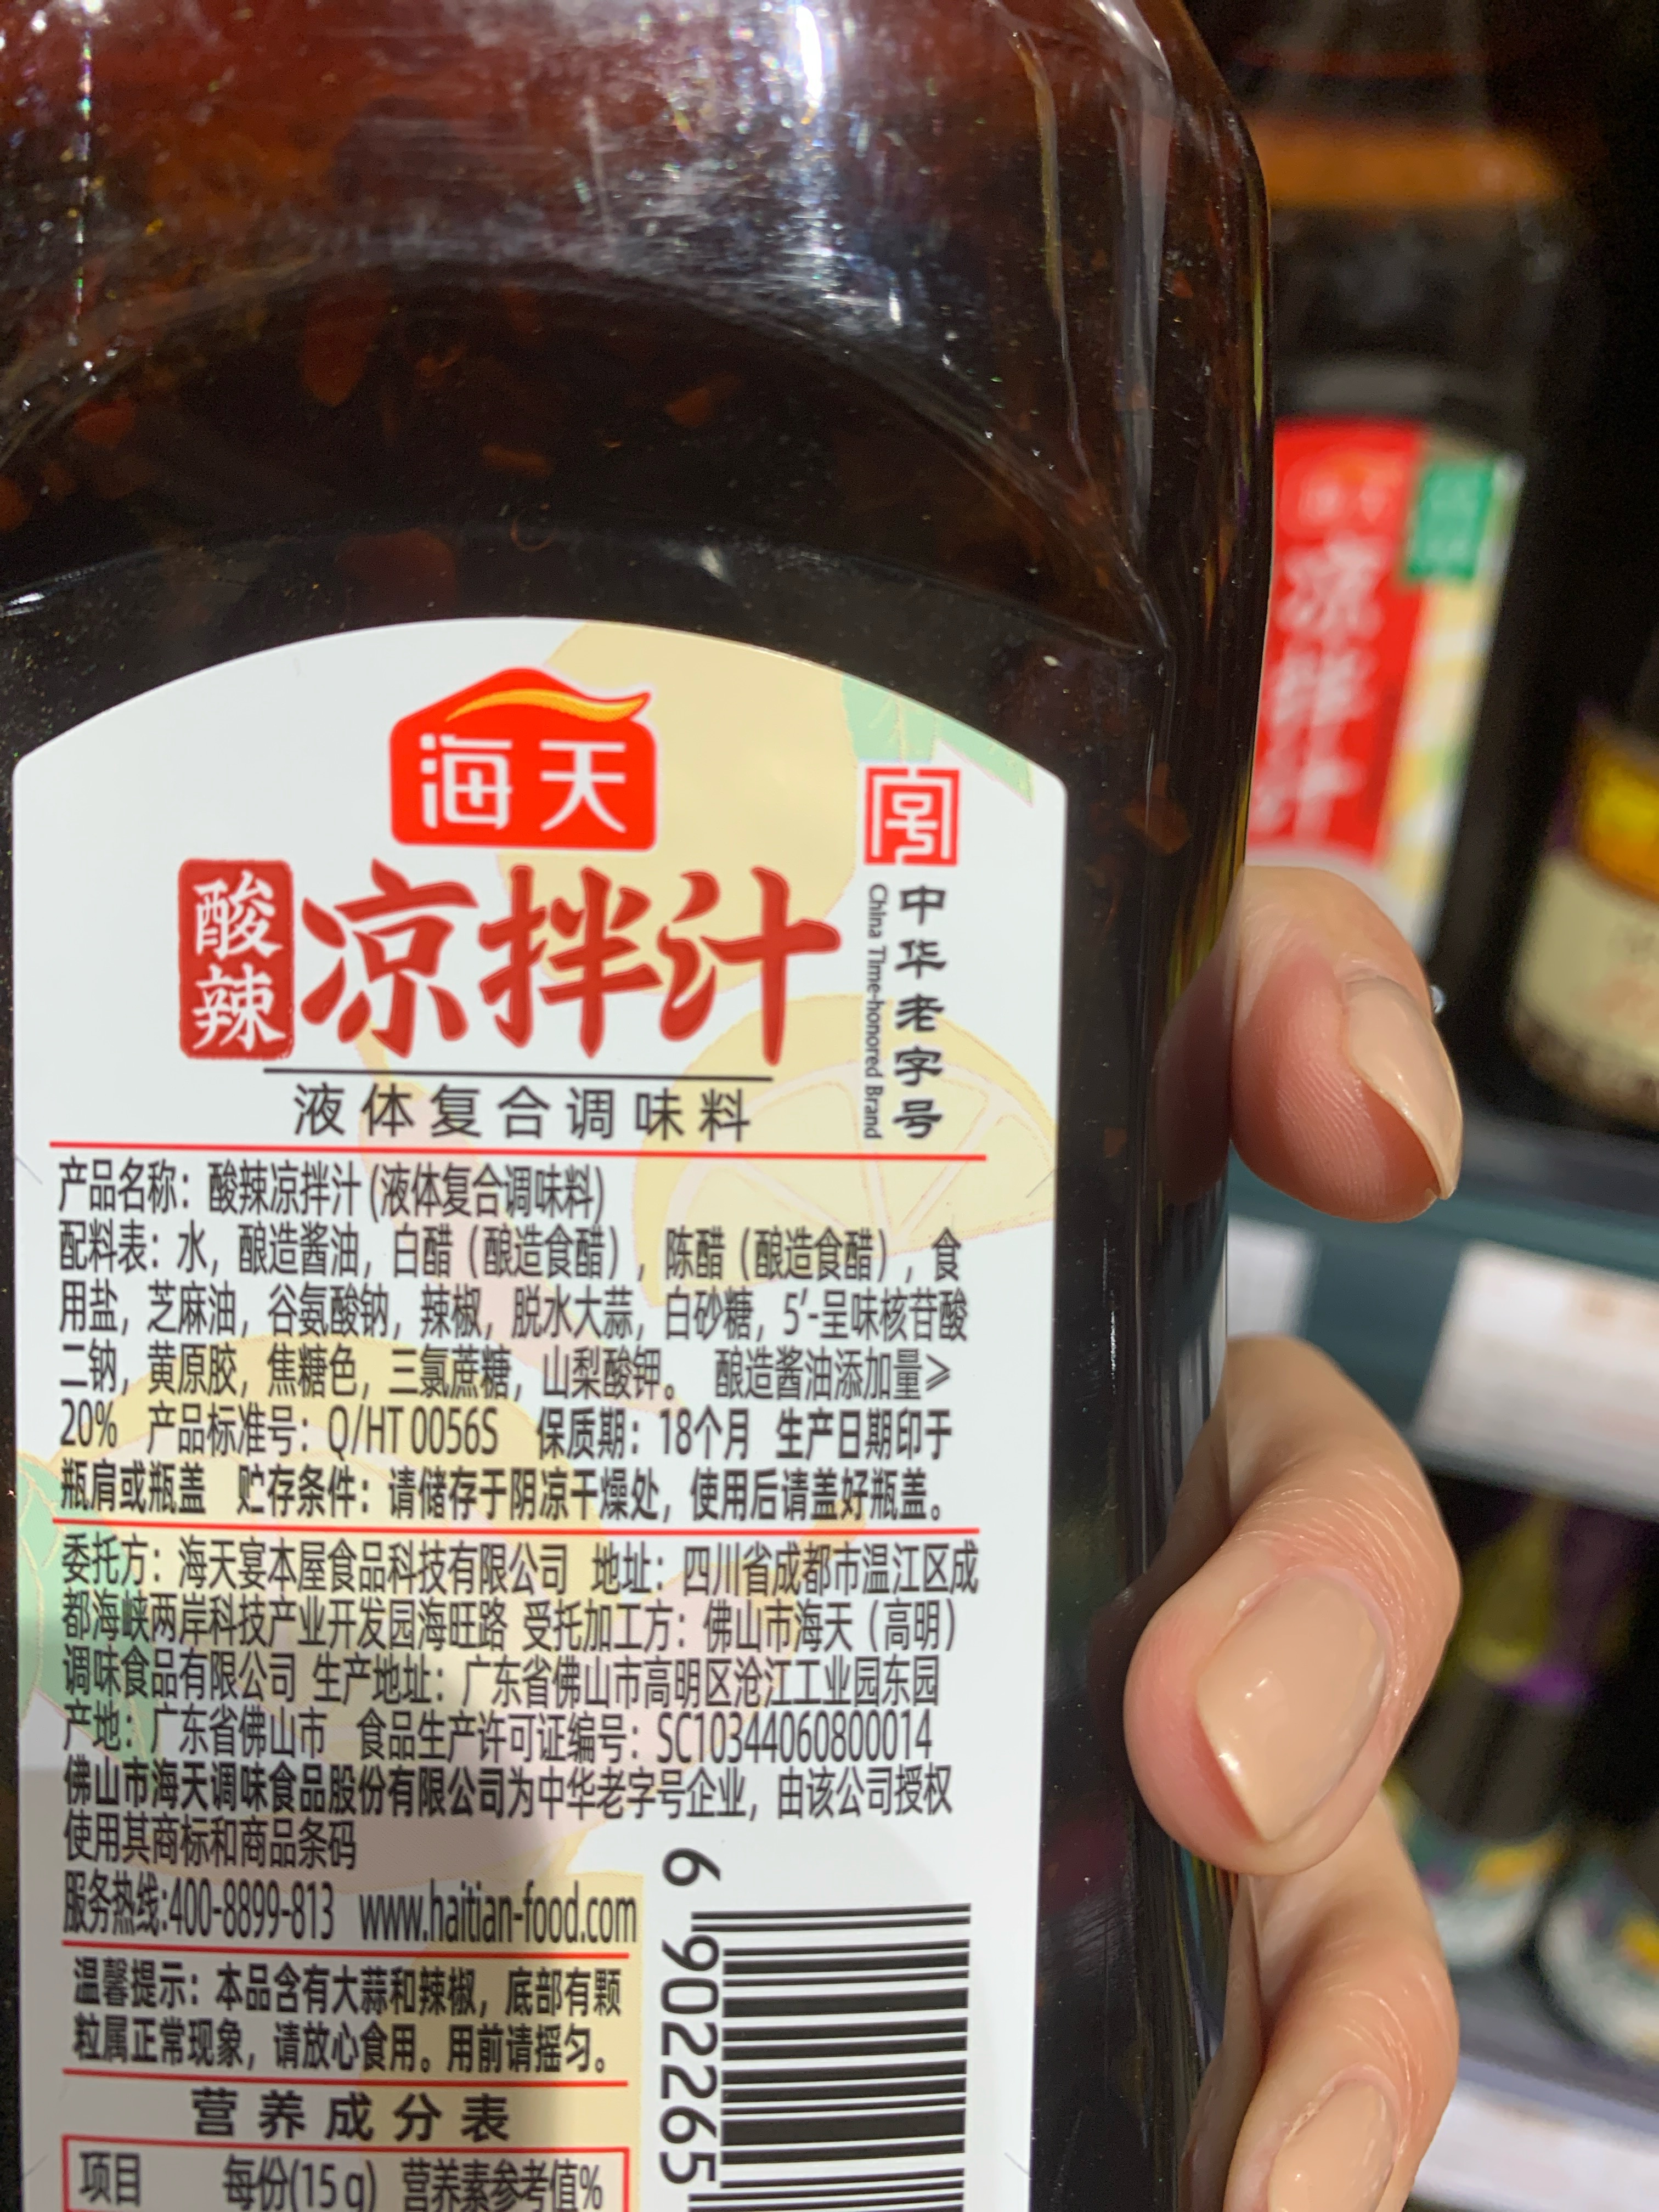 海天
字号
中华老字号
China Time-honored Brand
酸辣
凉拌汁
液体复合调味料
产品名称：酸辣凉拌汁(液体复合调味料)
配料表：水，酿造酱油，白醋（酿造食醋），陈醋（酿造食醋），食
用盐，芝麻油，谷氨酸钠，辣椒，脱水大蒜，白砂糖，5′-呈味核苷酸
二钠，黄原胶，焦糖色，三氯蔗糖，山梨酸钾。 酿造酱油添加量≥
20% 产品标准号：Q/HT 0056S 保质期：18个月 生产日期印于
瓶肩或瓶盖 贮存条件：请储存于阴凉干燥处，使用后请盖好瓶盖。
委托方：海天宴本屋食品科技有限公司 地址：四川省成都市温江区成
都海峡两岸科技产业开发园海旺路 受托加工方：佛山市海天（高明）
调味食品有限公司 生产地址：广东省佛山市高明区沧江工业园东园
产地：广东省佛山市 食品生产许可证编号：SC10344060800014
佛山市海天调味食品股份有限公司为中华老字号企业，由该公司授权
使用其商标和商品条码
服务热线:400-8899-813 www.haitian-food.com
温馨提示：本品含有大蒜和辣椒，底部有颗
粒属正常现象，请放心食用。用前请摇匀。
营养成分表
项目 每份(15 g) 营养素参考值%
6 902265
海天
凉拌汁